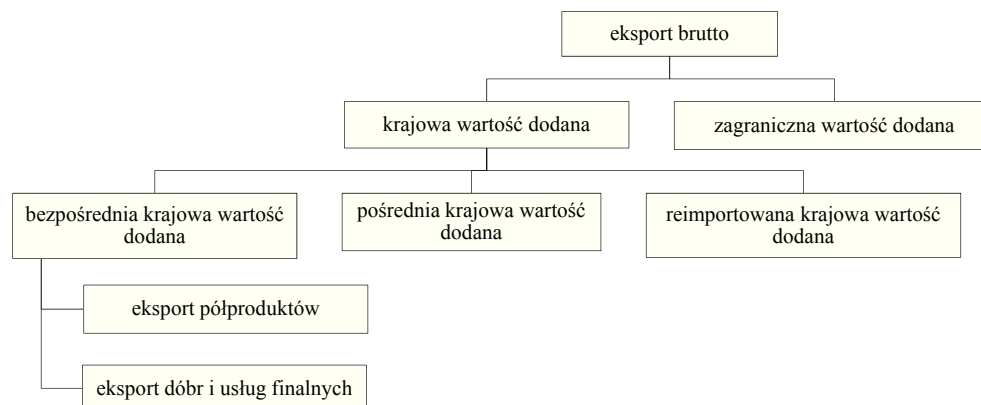 eksport brutto
krajowa wartość dodana
zagraniczna wartość dodana
bezpośrednia krajowa wartość
dodana
pośrednia krajowa wartość
dodana
reimportowana krajowa wartość
dodana
eksport półproduktów
eksport dóbr i usług finalnych